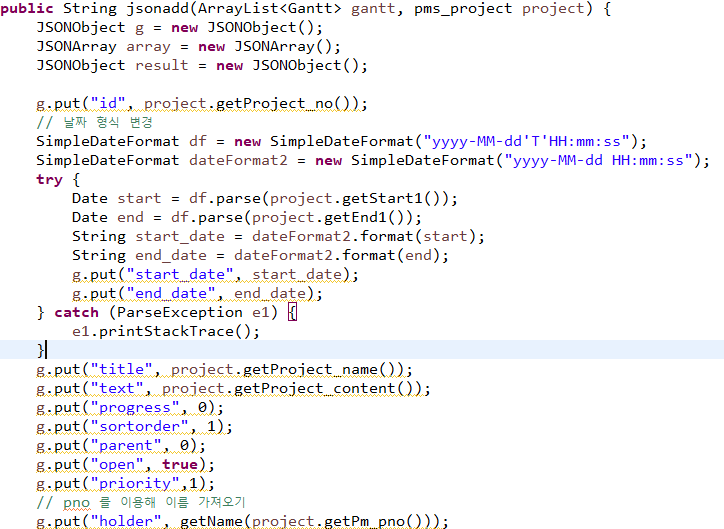 public String jsonadd(ArrayList<Gantt> gantt, pms_project project) {
    JSONObject g = new JSONObject();
    JSONArray array = new JSONArray();
    JSONObject result = new JSONObject();

    g.put("id", project.getProject_no());
    // 날짜 형식 변경
    SimpleDateFormat df = new SimpleDateFormat("yyyy-MM-dd'T'HH:mm:ss");
    SimpleDateFormat dateFormat2 = new SimpleDateFormat("yyyy-MM-dd HH:mm:ss");
    try {
        Date start = df.parse(project.getStart1());
        Date end = df.parse(project.getEnd1());
        String start_date = dateFormat2.format(start);
        String end_date = dateFormat2.format(end);
        g.put("start_date", start_date);
        g.put("end_date", end_date);
    } catch (ParseException e1) {
        e1.printStackTrace();
    }
    g.put("title", project.getProject_name());
    g.put("text", project.getProject_content());
    g.put("progress", 0);
    g.put("sortorder", 1);
    g.put("parent", 0);
    g.put("open", true);
    g.put("priority",1);
    // pno 를 이용해 이름 가져오기
    g.put("holder", getName(project.getPm_pno()));